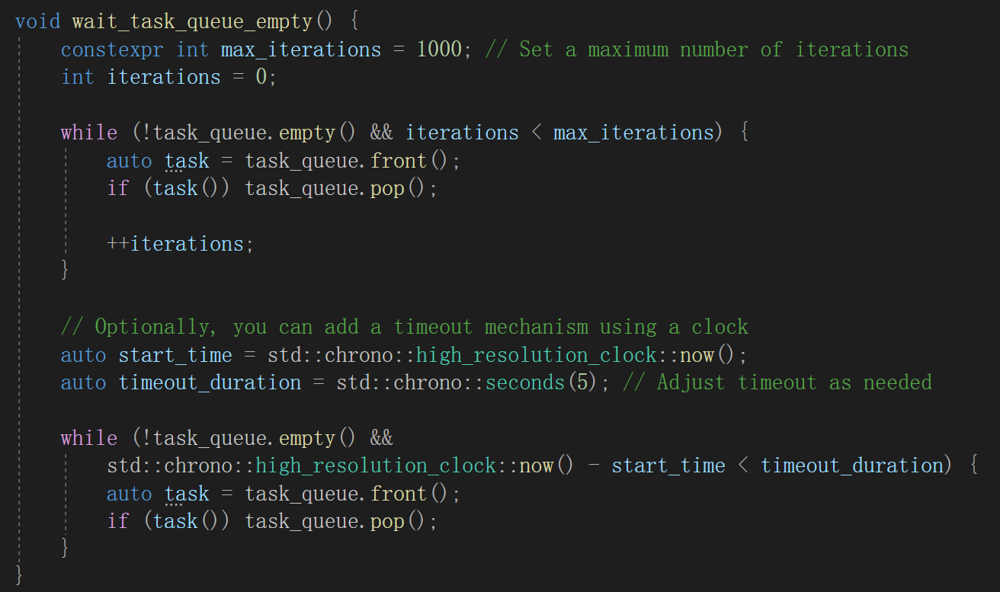 void wait_task_queue_empty() {
    constexpr int max_iterations = 1000; // Set a maximum number of iterations
    int iterations = 0;

    while (!task_queue.empty() && iterations < max_iterations) {
        auto task = task_queue.front();
        if (task()) task_queue.pop();

        ++iterations;
    }

    // Optionally, you can add a timeout mechanism using a clock
    auto start_time = std::chrono::high_resolution_clock::now();
    auto timeout_duration = std::chrono::seconds(5); // Adjust timeout as needed

    while (!task_queue.empty() &&
        std::chrono::high_resolution_clock::now() - start_time < timeout_duration) {
        auto task = task_queue.front();
        if (task()) task_queue.pop();
    }
}